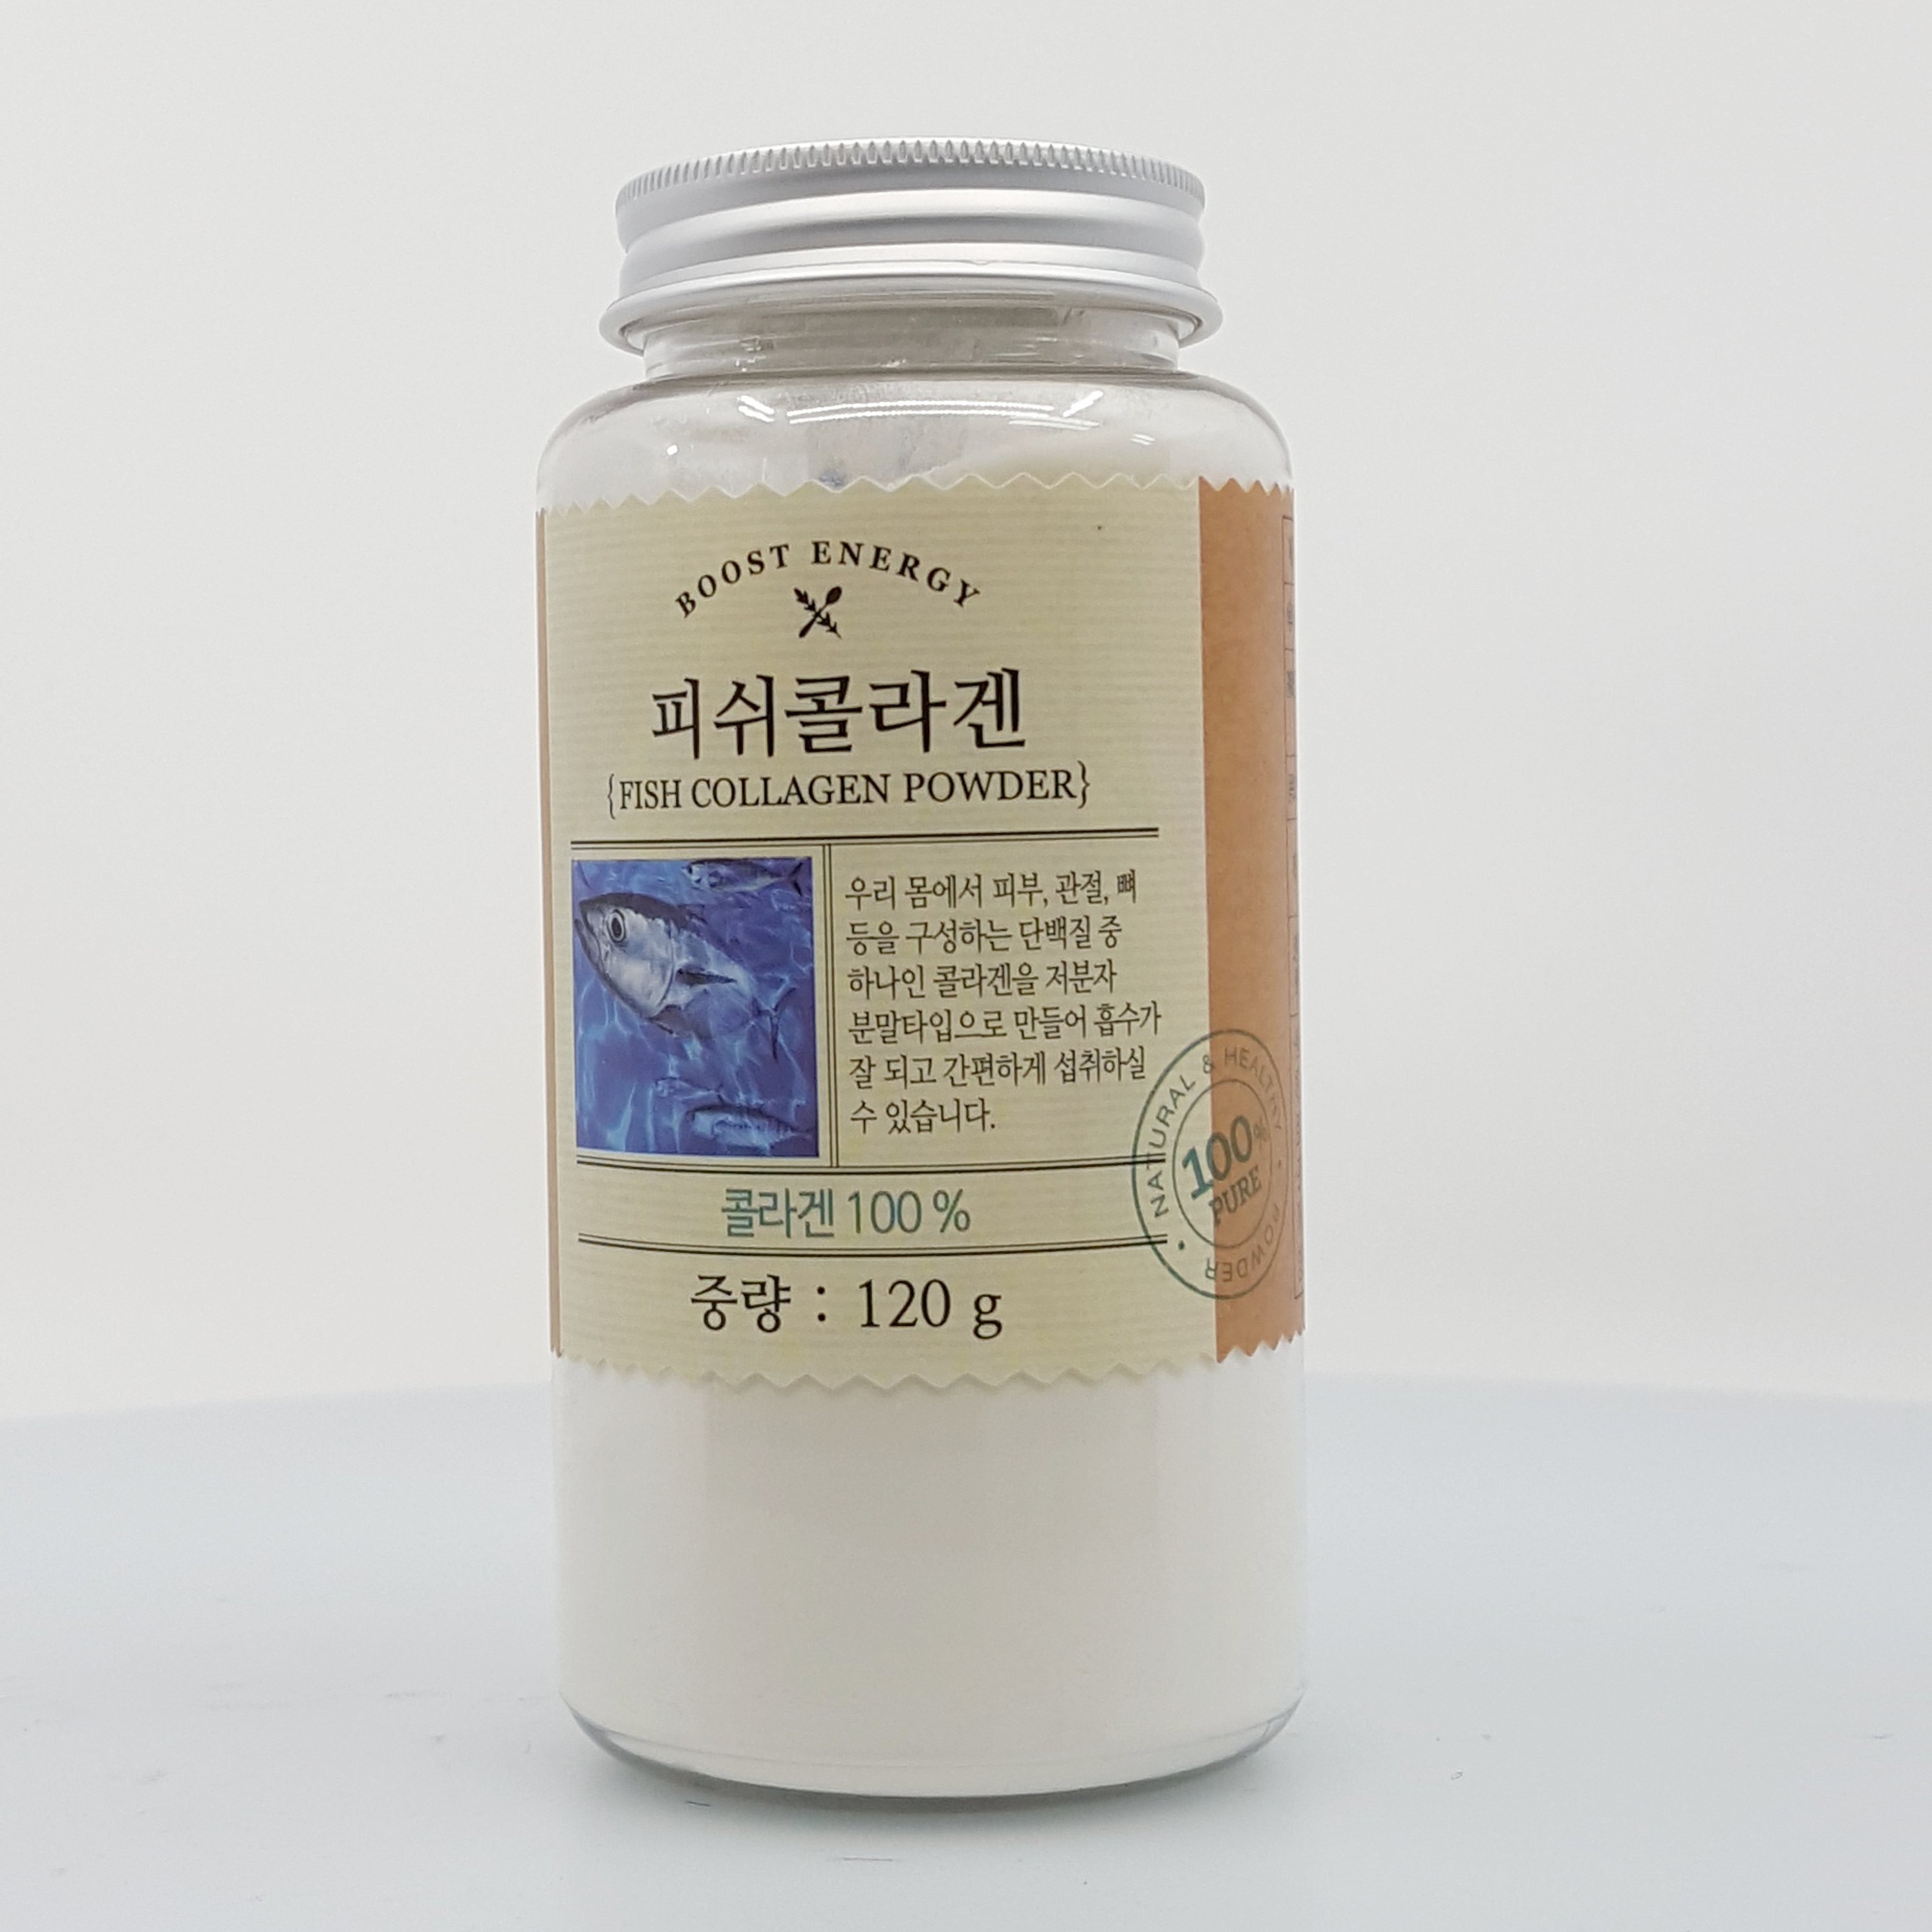 BOOST ENERGY
피쉬콜라겐
{FISH COLLAGEN POWDER}
우리 몸에서 피부, 관절, 뼈
등을 구성하는 단백질 중
하나인 콜라겐을 저분자
분말타입으로 만들어 흡수가
잘 되고 간편하게 섭취하실
수 있습니다.
NATURAL & HEALTHY • POWDER •
100%
PURE
콜라겐 100 %
중량 : 120 g